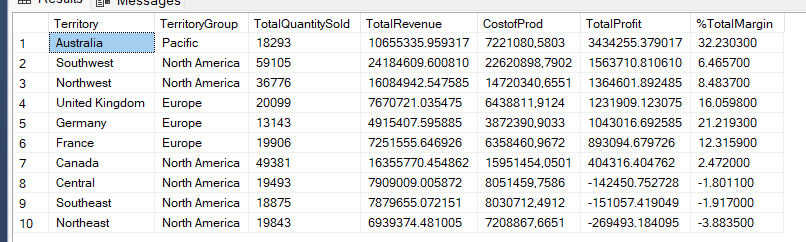 Results Messages
Territory TerritoryGroup TotalQuantitySold TotalRevenue CostofProd TotalProfit %TotalMargin
1 Australia Pacific 18293 10655335.959317 7221080,5803 3434255.379017 32.230300
2 Southwest North America 59105 24184609.600810 22620898,7902 1563710.810610 6.465700
3 Northwest North America 36776 16084942.547585 14720340,6551 1364601.892485 8.483700
4 United Kingdom Europe 20099 7670721.035475 6438811,9124 1231909.123075 16.059800
5 Germany Europe 13143 4915407.595885 3872390,9033 1043016.692585 21.219300
6 France Europe 19906 7251555.646926 6358460,9672 893094.679726 12.315900
7 Canada North America 49381 16355770.454862 15951454,0501 404316.404762 2.472000
8 Central North America 19493 7909009.005872 8051459,7586 -142450.752728 -1.801100
9 Southeast North America 18875 7879655.072151 8030712,4912 -151057.419049 -1.917000
10 Northeast North America 19843 6939374.481005 7208867,6651 -269493.184095 -3.883500